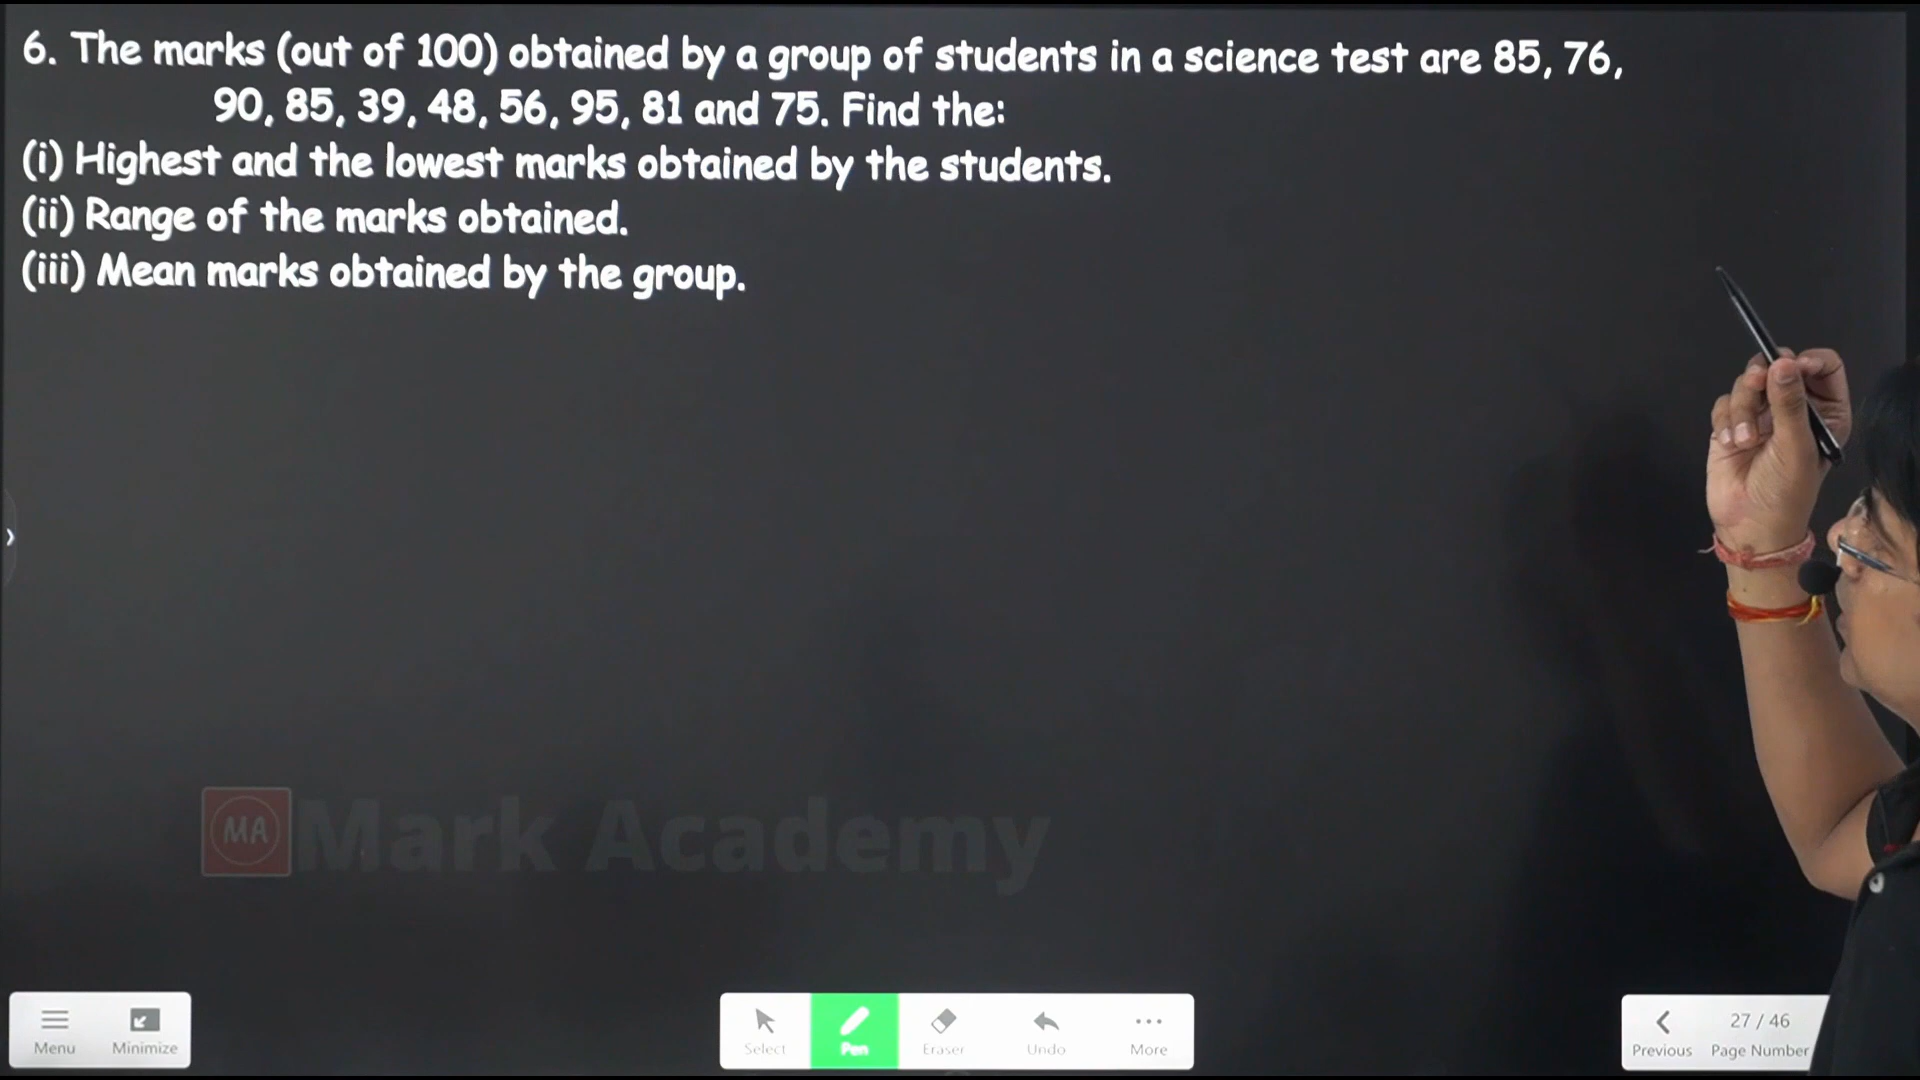 6. The marks (out of 100) obtained by a group of students in a science test are 85, 76,
90, 85, 39, 48, 56, 95, 81 and 75. Find the:
(i) Highest and the lowest marks obtained by the students.
(ii) Range of the marks obtained.
(iii) Mean marks obtained by the group.
MA Mark Academy
Menu Minimize Select Pen Eraser Undo More Previous 27 / 46 Page Number